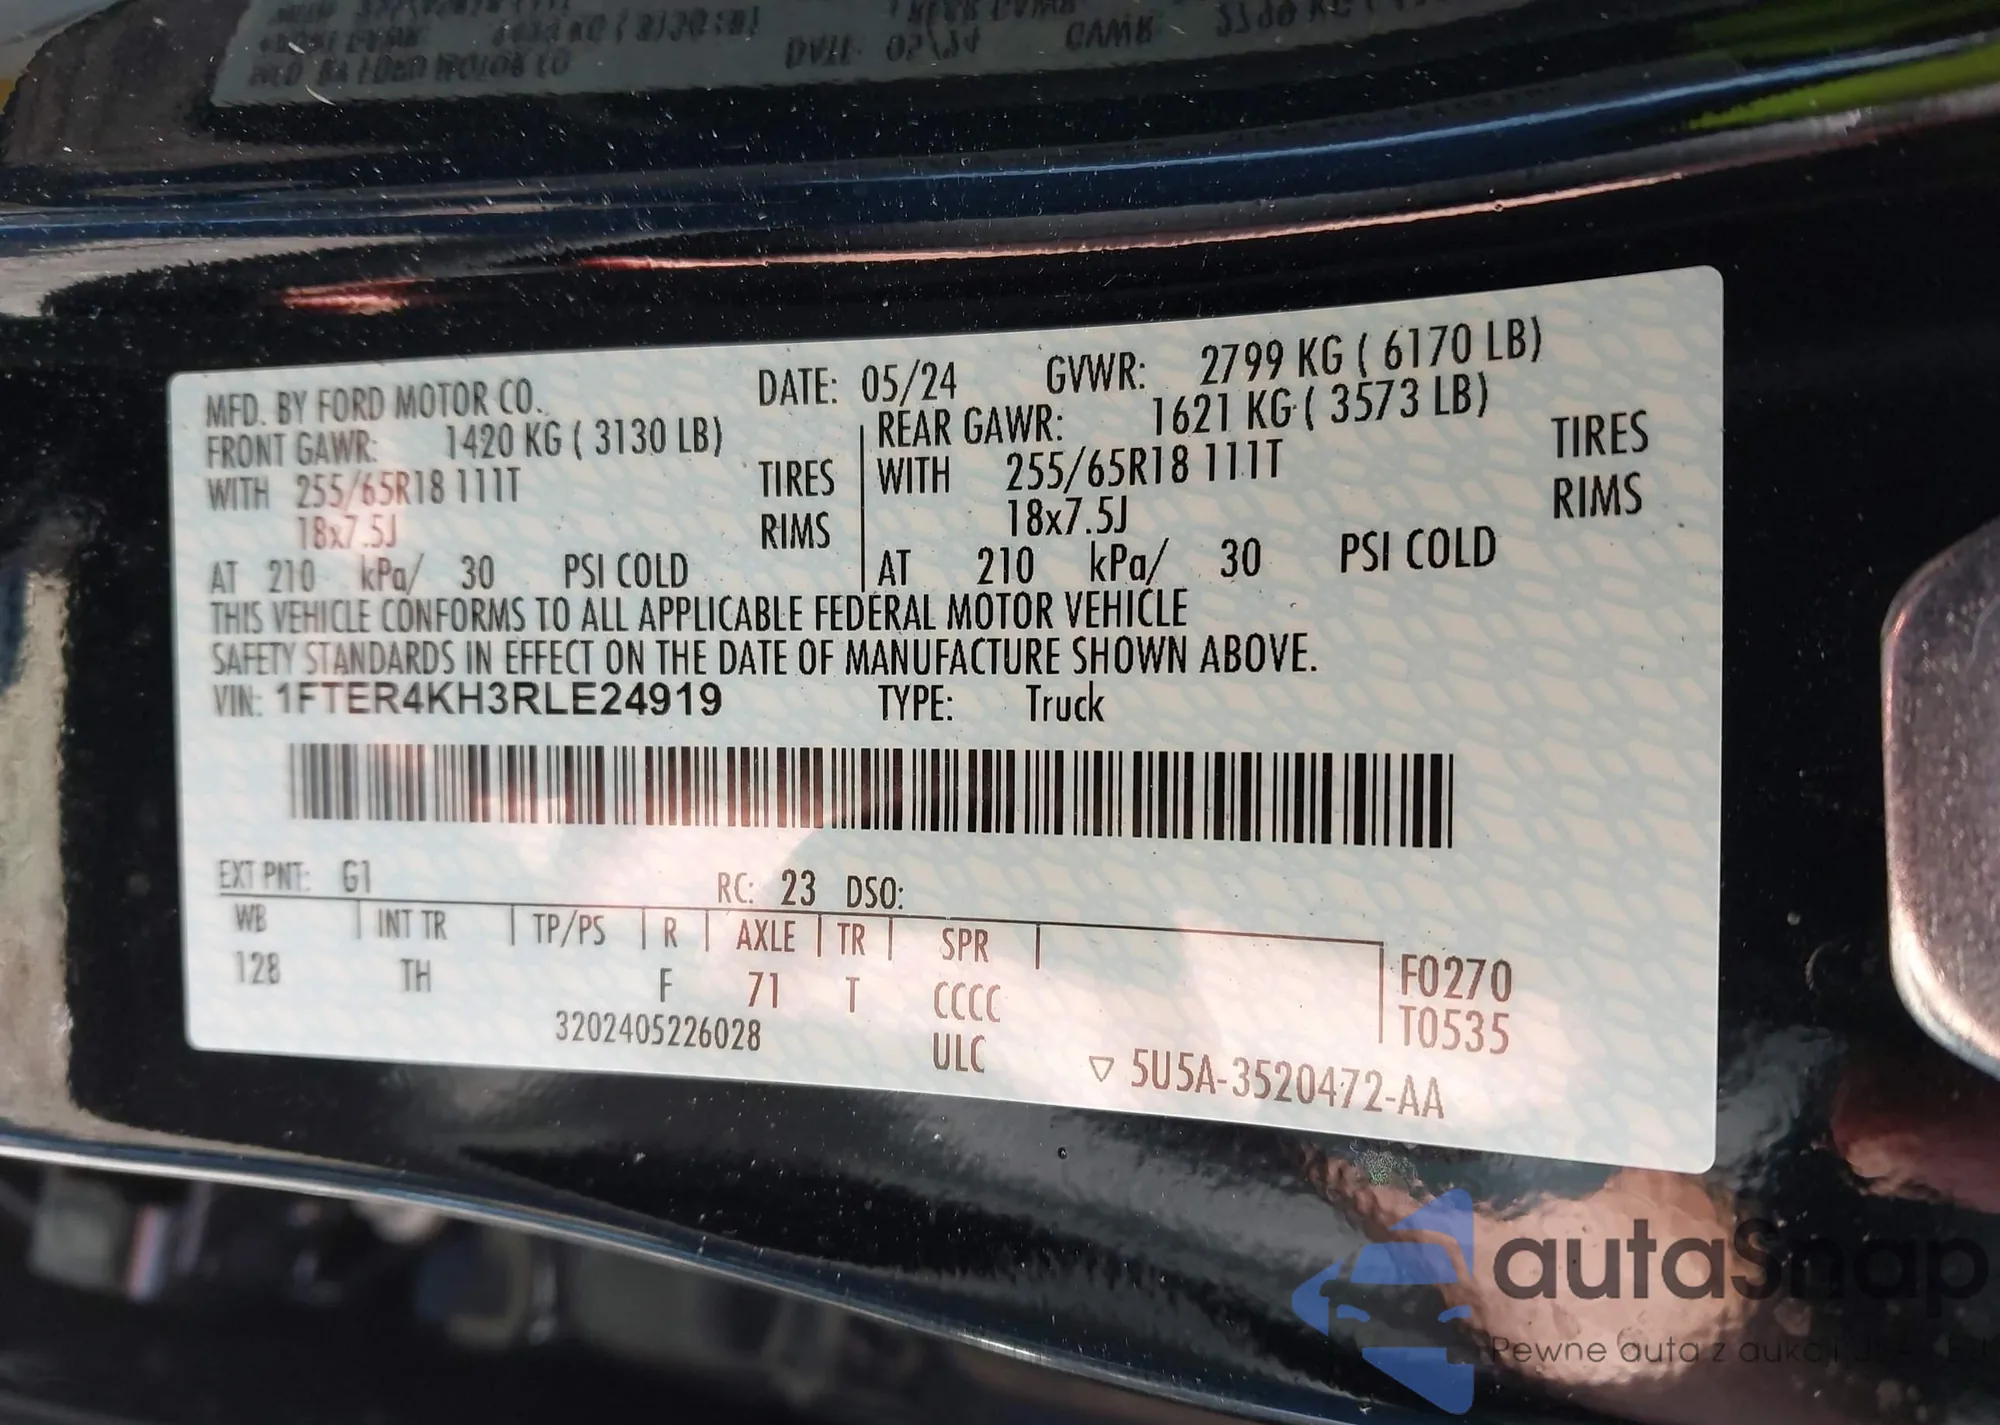 MFD. BY FORD MOTOR CO. DATE: 05/24 GVWR: 2799 KG ( 6170 LB)
FRONT GAWR: 1420 KG ( 3130 LB) REAR GAWR: 1621 KG ( 3573 LB)
WITH 255/65R18 111T TIRES WITH 255/65R18 111T TIRES
18x7.5J RIMS 18x7.5J RIMS
AT 210 kPa/ 30 PSI COLD AT 210 kPa/ 30 PSI COLD
THIS VEHICLE CONFORMS TO ALL APPLICABLE FEDERAL MOTOR VEHICLE
SAFETY STANDARDS IN EFFECT ON THE DATE OF MANUFACTURE SHOWN ABOVE.
VIN: 1FTER4KH3RLE24919 TYPE: Truck
EXT PNT: G1 RC: 23 DSO:
WB INT TR TP/PS R AXLE TR SPR
128 TH F 71 T CCCC F0270
3202405226028 ULC T0535
▽ 5U5A-3520472-AA
autaSnap
Pewne auta z aukcji